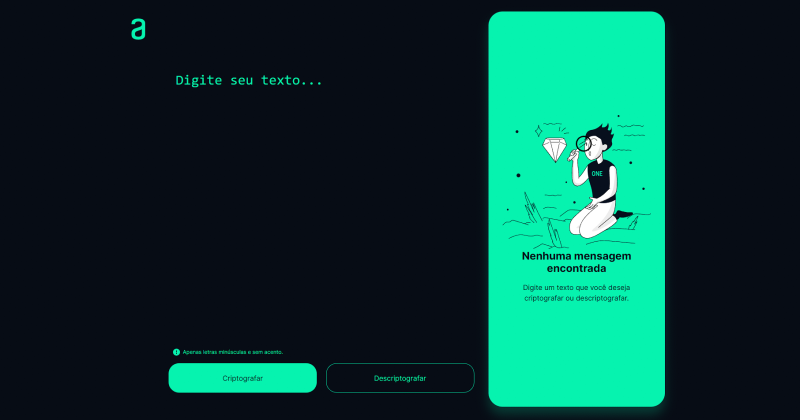 a
Digite seu texto...
Apenas letras minúsculas e sem acento.
Criptografar
Descriptografar
ONE
Nenhuma mensagem
encontrada
Digite um texto que você deseja
criptografar ou descriptografar.